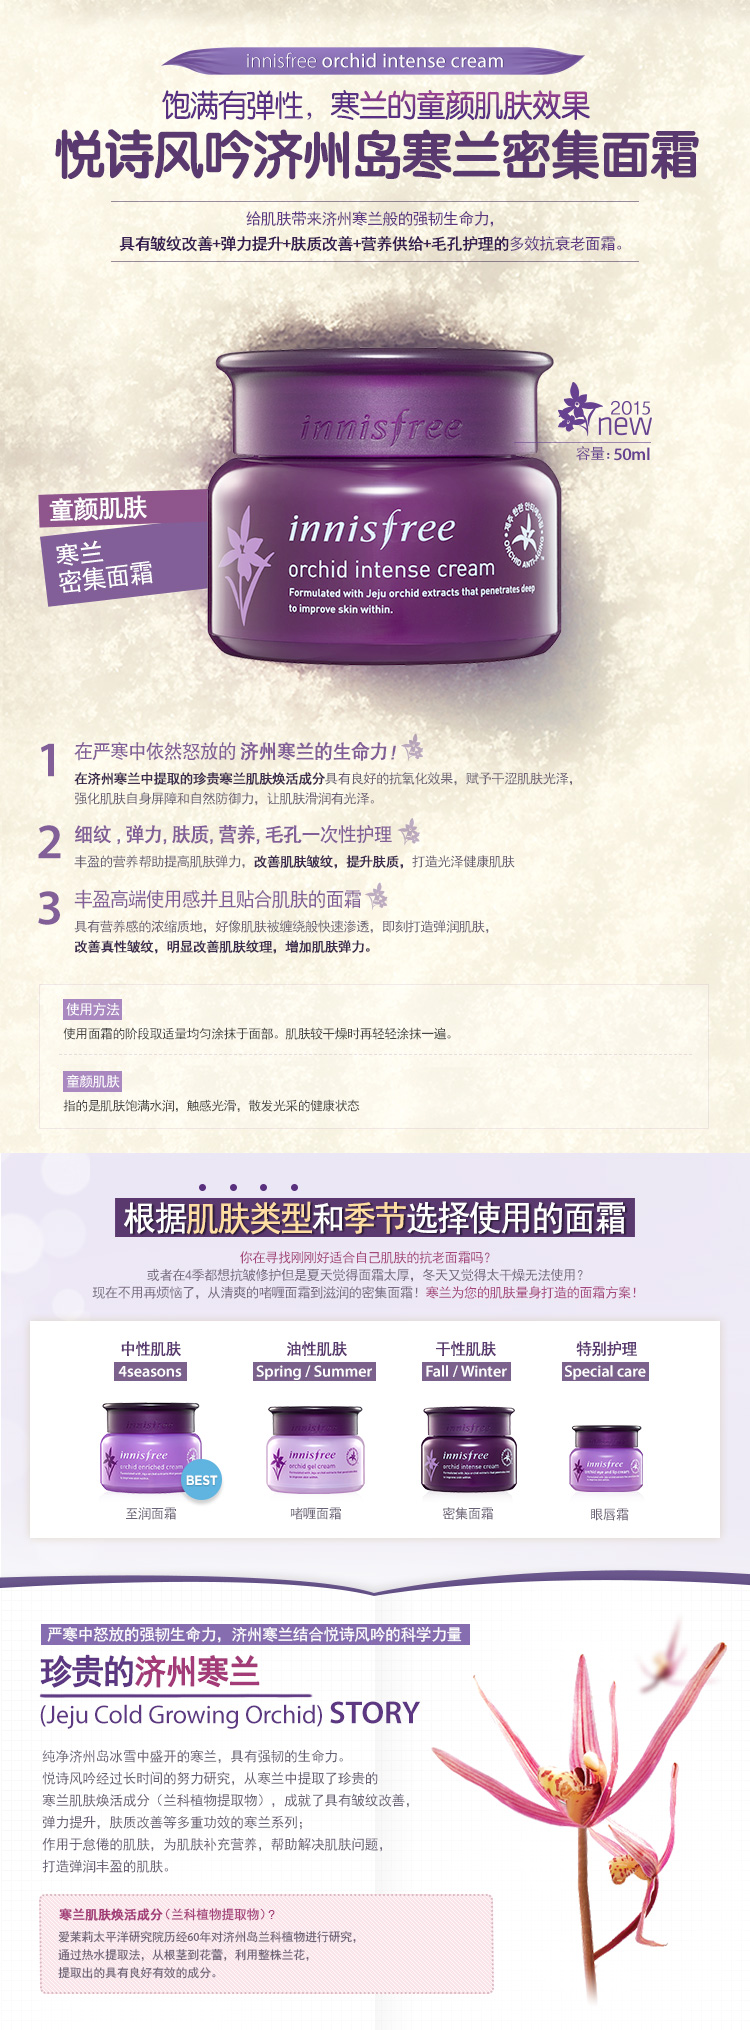 innisfree orchid intense cream
饱满有弹性，寒兰的童颜肌肤效果
悦诗风吟济州岛寒兰密集面霜
给肌肤带来济州寒兰般的强韧生命力，
具有皱纹改善+弹力提升+肤质改善+营养供给+毛孔护理的多效抗衰老面霜。
innisfree
2015
new
容量: 50ml
童颜肌肤
寒兰
密集面霜
innisfree
orchid intense cream
Formulated with Jeju orchid extracts that penetrates deep
to improve skin within.
ORCHID ANTI-AGING
1 在严寒中依然怒放的 济州寒兰的生命力!
在济州寒兰中提取的珍贵寒兰肌肤焕活成分具有良好的抗氧化效果，赋予干涩肌肤光泽，
强化肌肤自身屏障和自然防御力，让肌肤滑润有光泽。
2 细纹 , 弹力, 肤质, 营养, 毛孔一次性护理
丰盈的营养帮助提高肌肤弹力，改善肌肤皱纹，提升肤质，打造光泽健康肌肤
3 丰盈高端使用感并且贴合肌肤的面霜
具有营养感的浓缩质地，好像肌肤被缠绕般快速渗透，即刻打造弹润肌肤，
改善真性皱纹，明显改善肌肤纹理，增加肌肤弹力。
使用方法
使用面霜的阶段取适量均匀涂抹于面部。肌肤较干燥时再轻轻涂抹一遍。
童颜肌肤
指的是肌肤饱满水润，触感光滑，散发光采的健康状态
根据肌肤类型和季节选择使用的面霜
你在寻找刚刚好适合自己肌肤的抗老面霜吗?
或者在4季都想抗皱修护但是夏天觉得面霜太厚，冬天又觉得太干燥无法使用?
现在不用再烦恼了，从清爽的啫喱面霜到滋润的密集面霜! 寒兰为您的肌肤量身打造的面霜方案!
中性肌肤 油性肌肤 干性肌肤 特别护理
4seasons Spring / Summer Fall / Winter Special care
innisfree innisfree innisfree innisfree
orchid enriched cream orchid gel cream orchid intense cream orchid eye and lip cream
BEST
至润面霜 啫喱面霜 密集面霜 眼唇霜
严寒中怒放的强韧生命力，济州寒兰结合悦诗风吟的科学力量
珍贵的济州寒兰
(Jeju Cold Growing Orchid) STORY
纯净济州岛冰雪中盛开的寒兰，具有强韧的生命力。
悦诗风吟经过长时间的努力研究，从寒兰中提取了珍贵的
寒兰肌肤焕活成分（兰科植物提取物），成就了具有皱纹改善，
弹力提升，肤质改善等多重功效的寒兰系列；
作用于怠倦的肌肤，为肌肤补充营养，帮助解决肌肤问题，
打造弹润丰盈的肌肤。
寒兰肌肤焕活成分（兰科植物提取物）?
爱茉莉太平洋研究院历经60年对济州岛兰科植物进行研究，
通过热水提取法，从根茎到花蕾，利用整株兰花，
提取出的具有良好有效的成分。